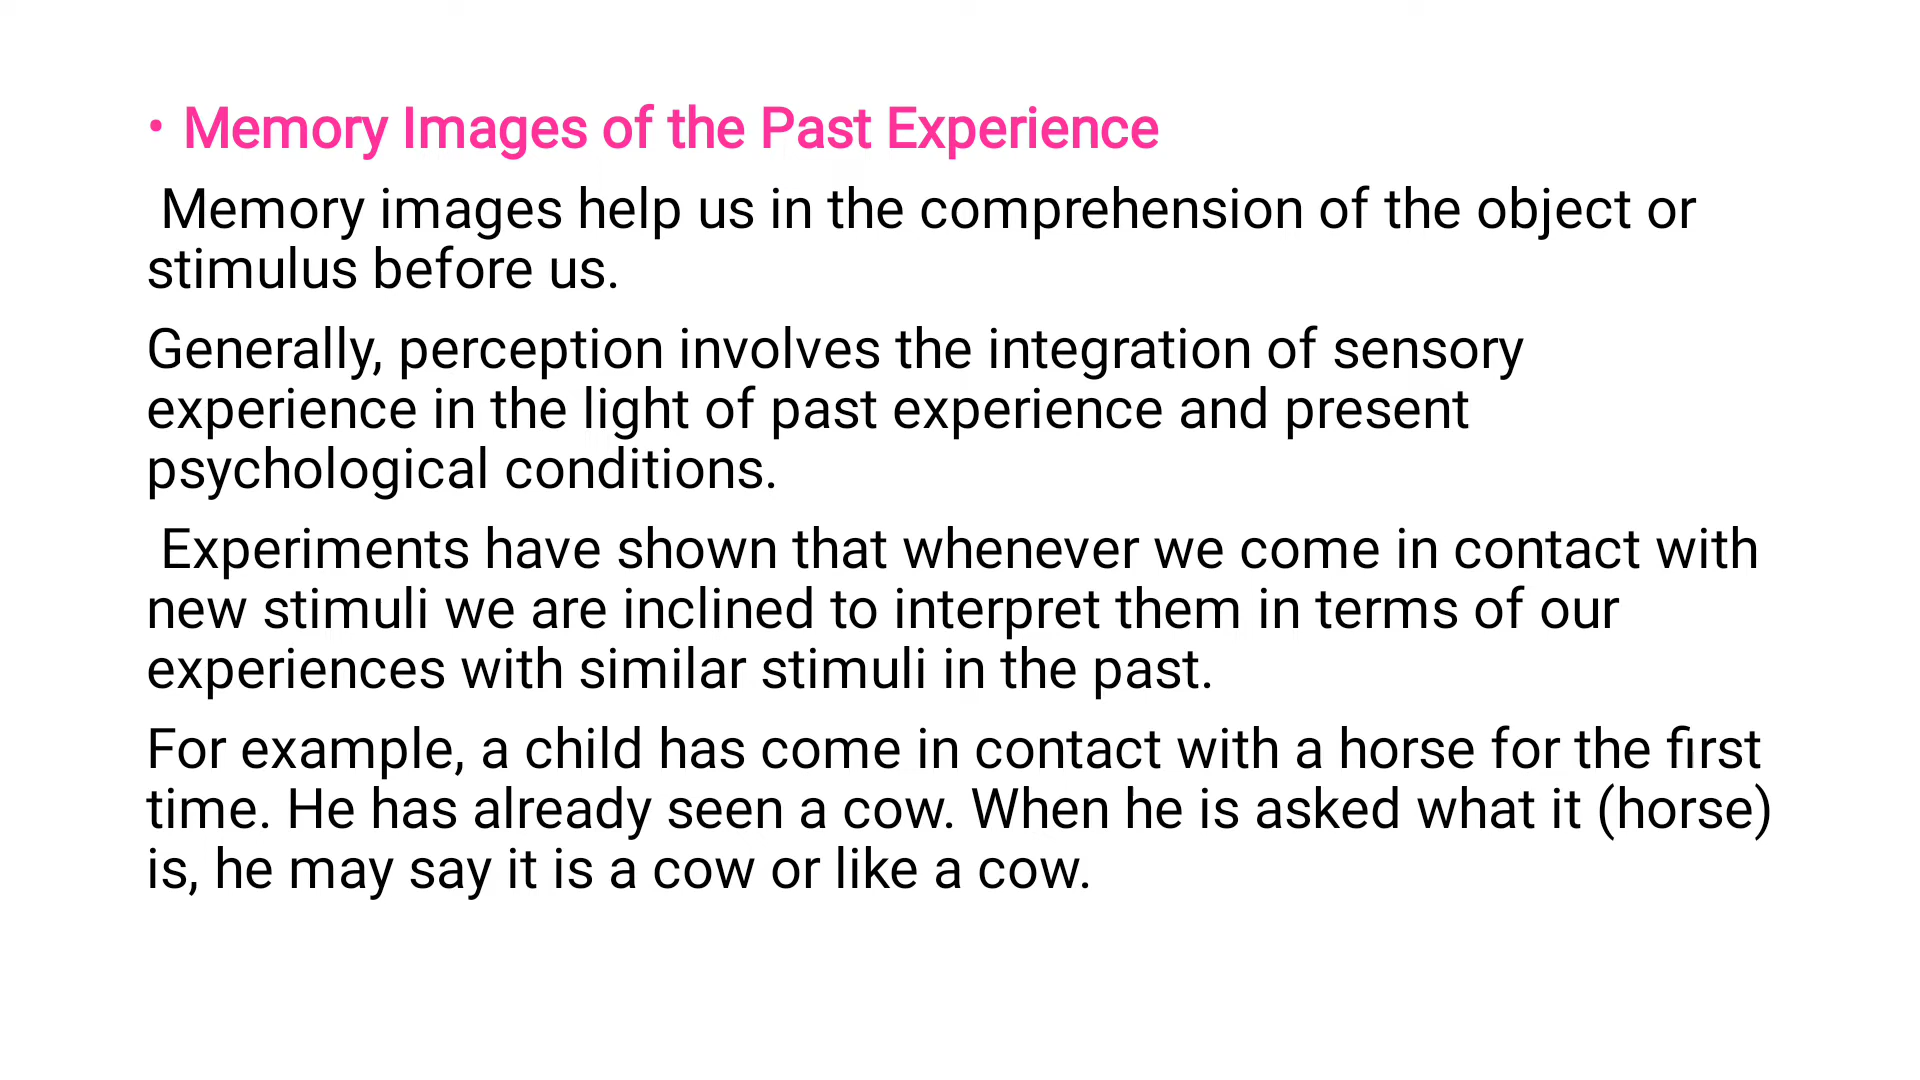 • Memory Images of the Past Experience
Memory images help us in the comprehension of the object or
stimulus before us.
Generally, perception involves the integration of sensory
experience in the light of past experience and present
psychological conditions.
Experiments have shown that whenever we come in contact with
new stimuli we are inclined to interpret them in terms of our
experiences with similar stimuli in the past.
For example, a child has come in contact with a horse for the first
time. He has already seen a cow. When he is asked what it (horse)
is, he may say it is a cow or like a cow.